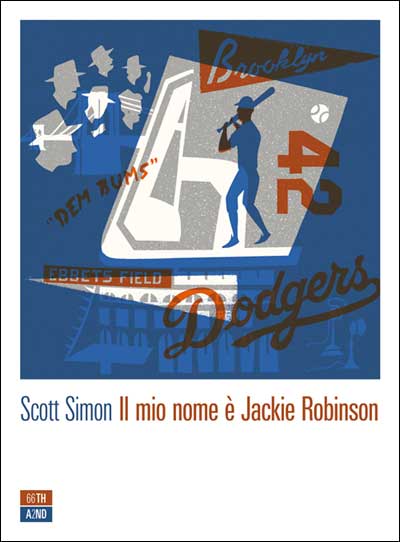 Brooklyn
42
"DEM BUMS"
EBBETS FIELD
Dodgers
Scott Simon Il mio nome è Jackie Robinson
66TH
A2ND